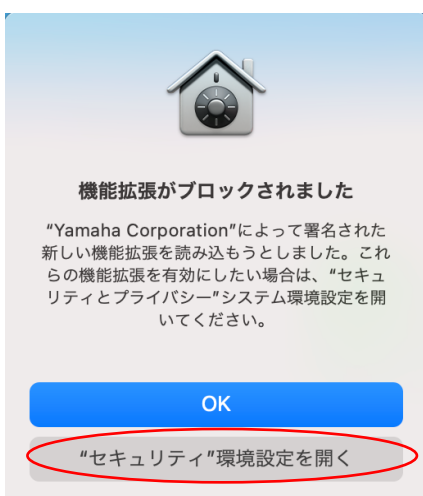 機能拡張がブロックされました
“Yamaha Corporation”によって署名された
新しい機能拡張を読み込もうとしました。これ
らの機能拡張を有効にしたい場合は、“セキュ
リティとプライバシー”システム環境設定を開
いてください。
OK
“セキュリティ”環境設定を開く